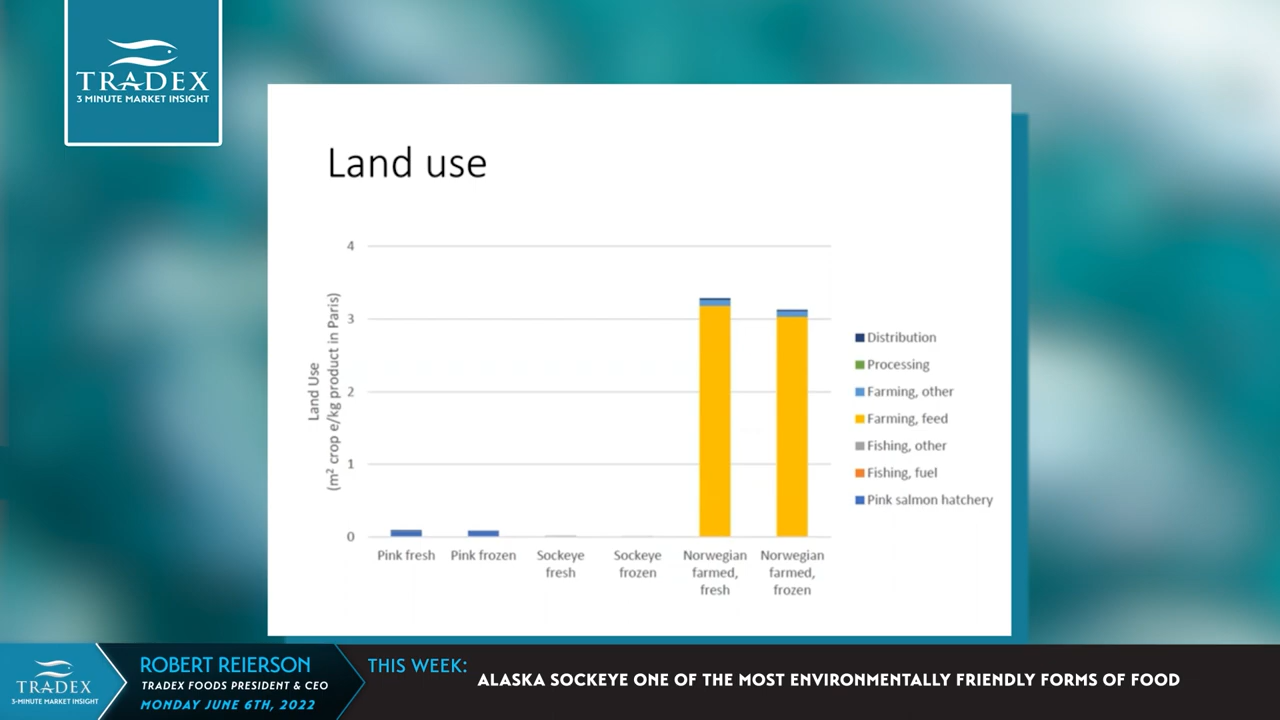 TRADEX
3 MINUTE MARKET INSIGHT
Land use
Land Use
(m² crop e/kg product in Paris)
4
3
2
1
0
Pink fresh
Pink frozen
Sockeye
fresh
Sockeye
frozen
Norwegian
farmed,
fresh
Norwegian
farmed,
frozen
Distribution
Processing
Farming, other
Farming, feed
Fishing, other
Fishing, fuel
Pink salmon hatchery
TRADEX
3-MINUTE MARKET INSIGHT
ROBERT REIERSON
TRADEX FOODS PRESIDENT & CEO
MONDAY JUNE 6TH, 2022
THIS WEEK:
ALASKA SOCKEYE ONE OF THE MOST ENVIRONMENTALLY FRIENDLY FORMS OF FOOD